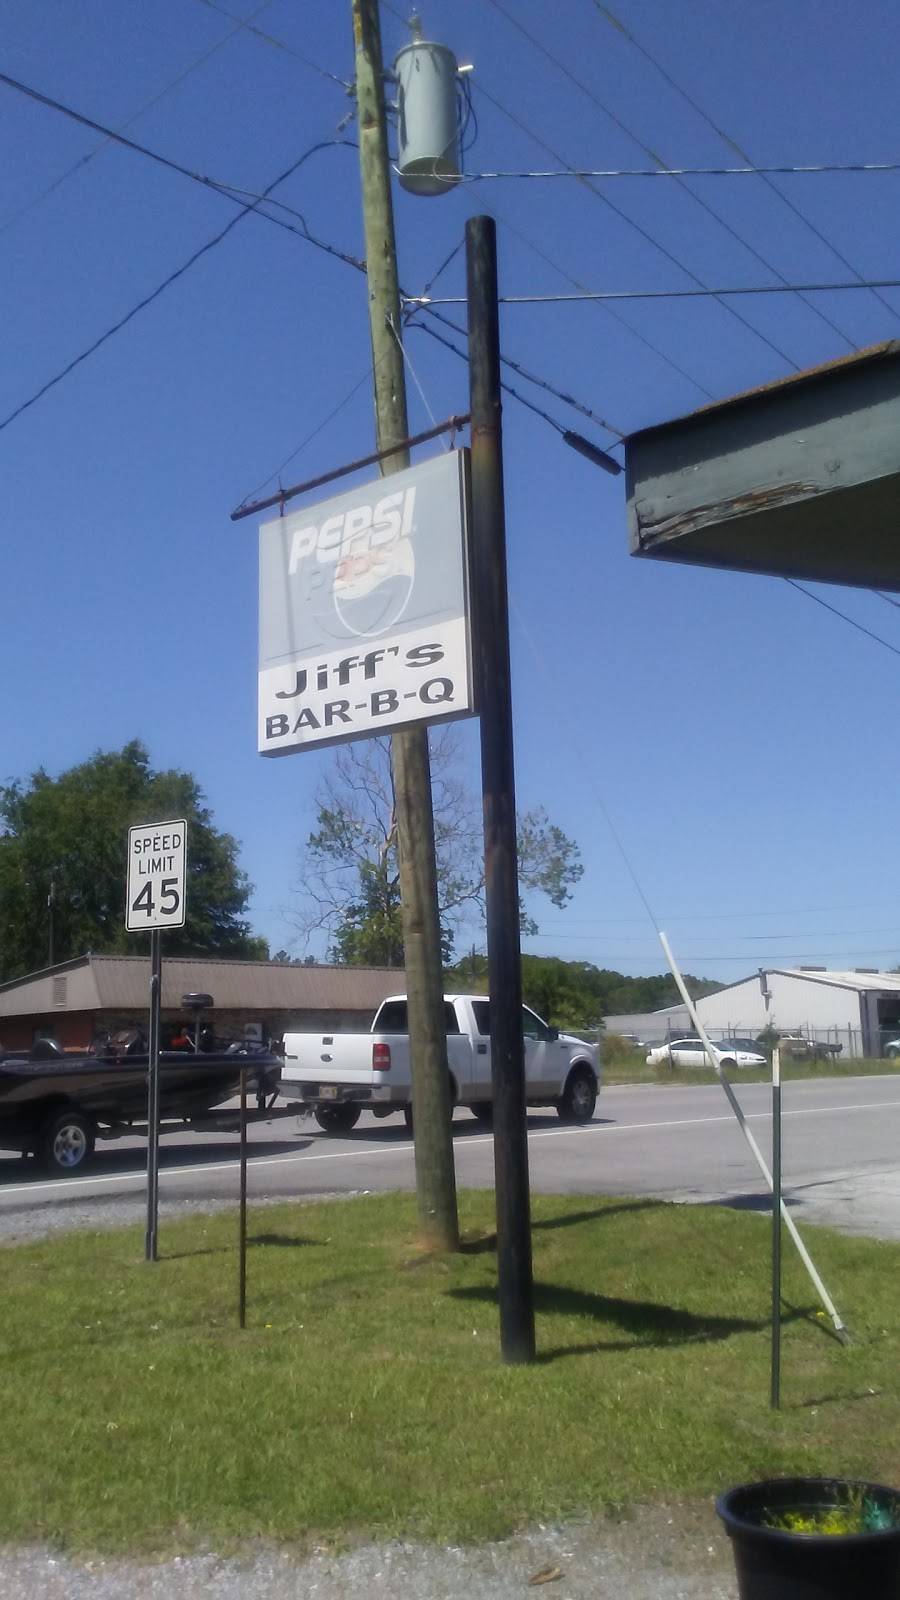 PEPSI
Jiff's
BAR-B-Q
SPEED
LIMIT
45